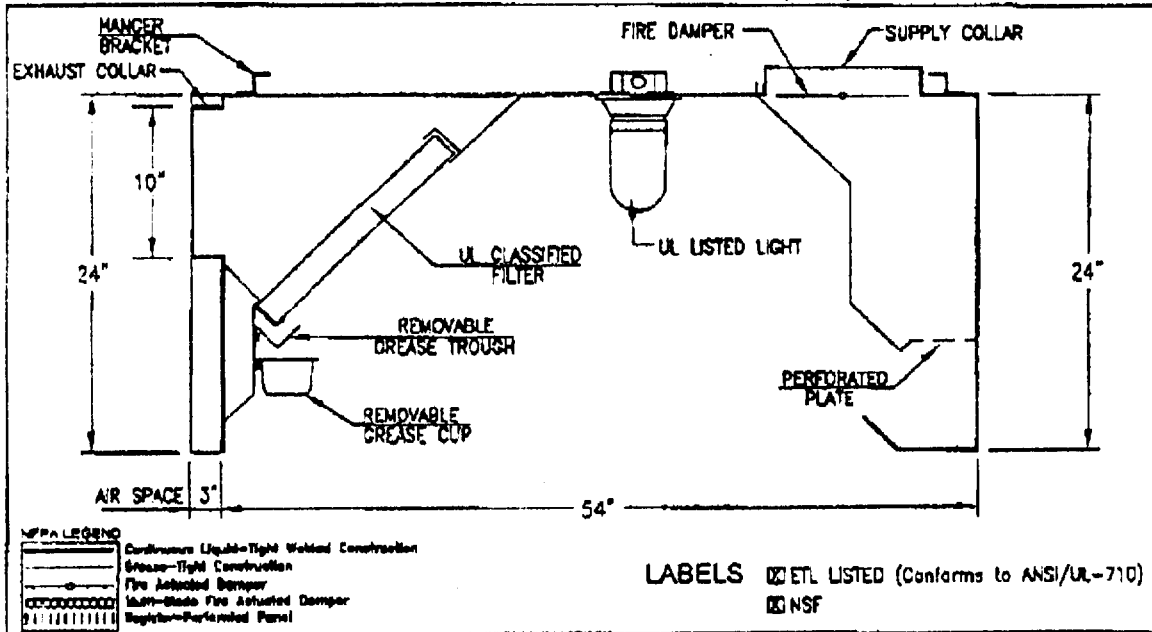 HANGER
BRACKET
EXHAUST COLLAR
FIRE DAMPER
SUPPLY COLLAR
10"
24"
UL CLASSIFIED
FILTER
UL LISTED LIGHT
24"
REMOVABLE
GREASE TROUGH
PERFORATED
PLATE
REMOVABLE
GREASE CUP
AIR SPACE 3"
54"
NFPA LEGEND
Continuous Liquid-Tight Welded Construction
Grease-Tight Construction
Fire Actuated Damper
Multi-Blade Fire Actuated Damper
Register-Perforated Panel
LABELS ☒ ETL LISTED (Conforms to ANSI/UL-710)
☒ NSF